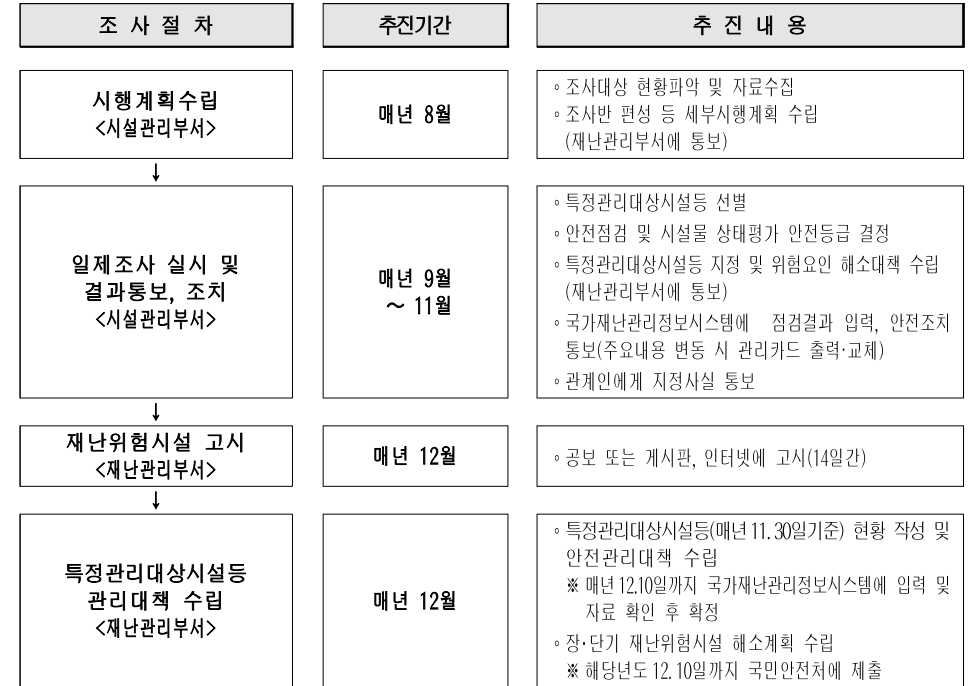 조 사 절 차
추진기간
추 진 내 용
시행계획수립
<시설관리부서>
매년 8월
◦조사대상 현황파악 및 자료수집
◦조사반 편성 등 세부시행계획 수립
(재난관리부서에 통보)
↓
일제조사 실시 및
결과통보, 조치
<시설관리부서>
매년 9월
~ 11월
◦특정관리대상시설등 선별
◦안전점검 및 시설물 상태평가 안전등급 결정
◦특정관리대상시설등 지정 및 위험요인 해소대책 수립
(재난관리부서에 통보)
◦국가재난관리정보시스템에 점검결과 입력, 안전조치
통보(주요내용 변동 시 관리카드 출력·교체)
◦관계인에게 지정사실 통보
↓
재난위험시설 고시
<재난관리부서>
매년 12월
◦공보 또는 게시판, 인터넷에 고시(14일간)
↓
특정관리대상시설등
관리대책 수립
<재난관리부서>
매년 12월
◦특정관리대상시설등(매년 11.30일기준) 현황 작성 및
안전관리대책 수립
※ 매년 12.10일까지 국가재난관리정보시스템에 입력 및
자료 확인 후 확정
◦장·단기 재난위험시설 해소계획 수립
※ 해당년도 12.10일까지 국민안전처에 제출